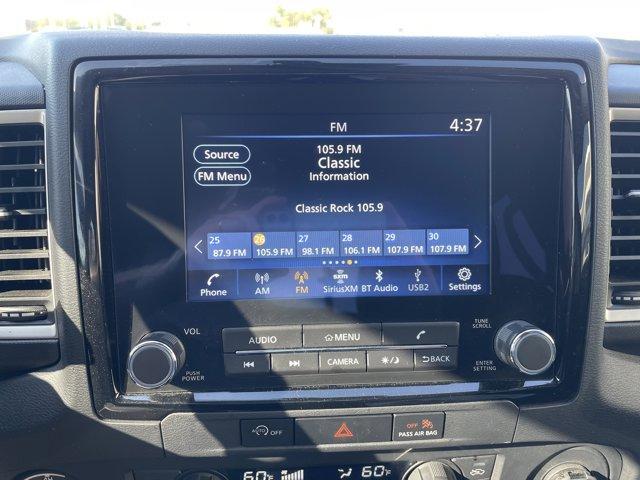 FM 4:37
Source
FM Menu
105.9 FM
Classic
Information
Classic Rock 105.9
25 26 27 28 29 30
87.9 FM 105.9 FM 98.1 FM 106.1 FM 107.9 FM 107.9 FM
Phone AM FM SXM SiriusXM BT Audio USB2 Settings
VOL
TUNE
SCROLL
AUDIO MENU
PUSH
POWER
CAMERA BACK
ENTER
SETTING
AUTO OFF
OFF
PASS AIR BAG
60°F 60°F